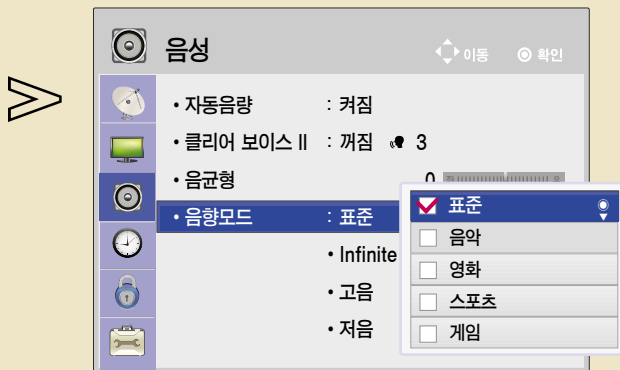 음성 이동 확인
• 자동음량 : 켜짐
• 클리어 보이스 II : 꺼짐 3
• 음균형 0 좌 우
• 음향모드 : 표준
• Infinite
• 고음
• 저음
표준
음악
영화
스포츠
게임